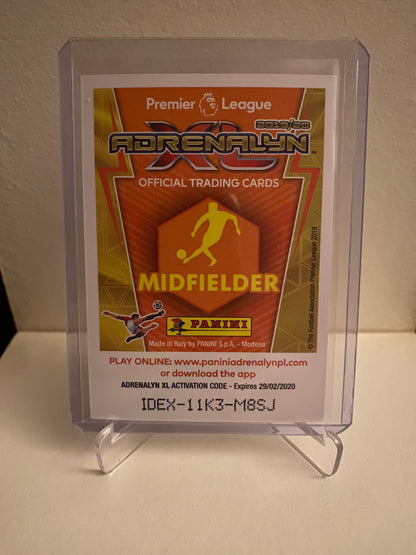 Premier League
2019/20
ADRENALYN
XL™
OFFICIAL TRADING CARDS
MIDFIELDER
PANINI
Made in Italy by PANINI S.p.A. - Modena
© The Football Association Premier League 2019
PLAY ONLINE: www.paniniadrenalynpl.com
or download the app
ADRENALYN XL ACTIVATION CODE - Expires 29/02/2020
IDEX-11K3-M8SJ